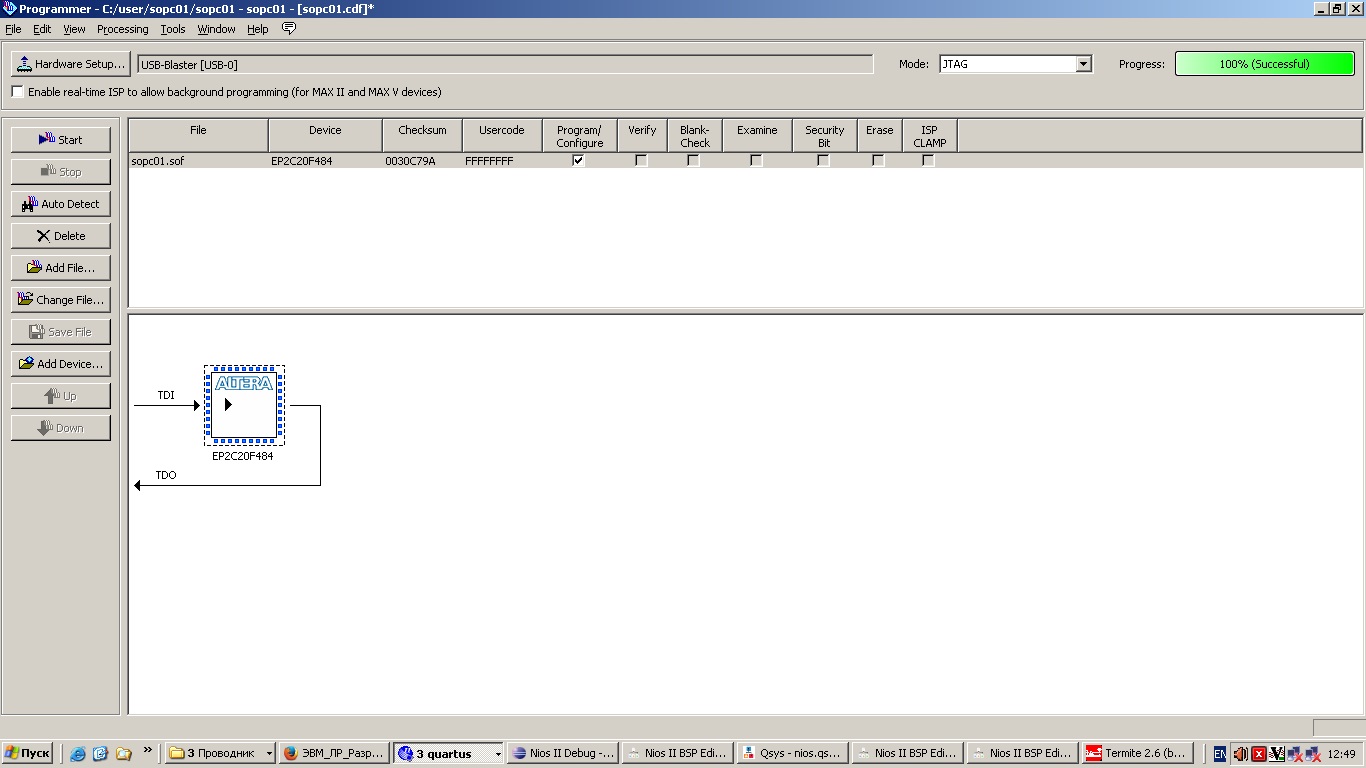 Programmer - C:/user/sopc01/sopc01 - sopc01 - [sopc01.cdf]*
File Edit View Processing Tools Window Help
Hardware Setup... USB-Blaster [USB-0] Mode: JTAG Progress: 100% (Successful)
Enable real-time ISP to allow background programming (for MAX II and MAX V devices)
File Device Checksum Usercode Program/ Configure Verify Blank- Check Examine Security Bit Erase ISP CLAMP
sopc01.sof EP2C20F484 0030C79A FFFFFFFF
Start
Stop
Auto Detect
Delete
Add File...
Change File...
Save File
Add Device...
Up
Down
ALTERA
TDI
EP2C20F484
TDO
Пуск » 3 Проводник ЭВМ_ЛР_Разр... 3 quartus Nios II Debug -... Nios II BSP Edi... Qsys - nios.qs... Nios II BSP Edi... Nios II BSP Edi... Termite 2.6 (b... EN 12:49